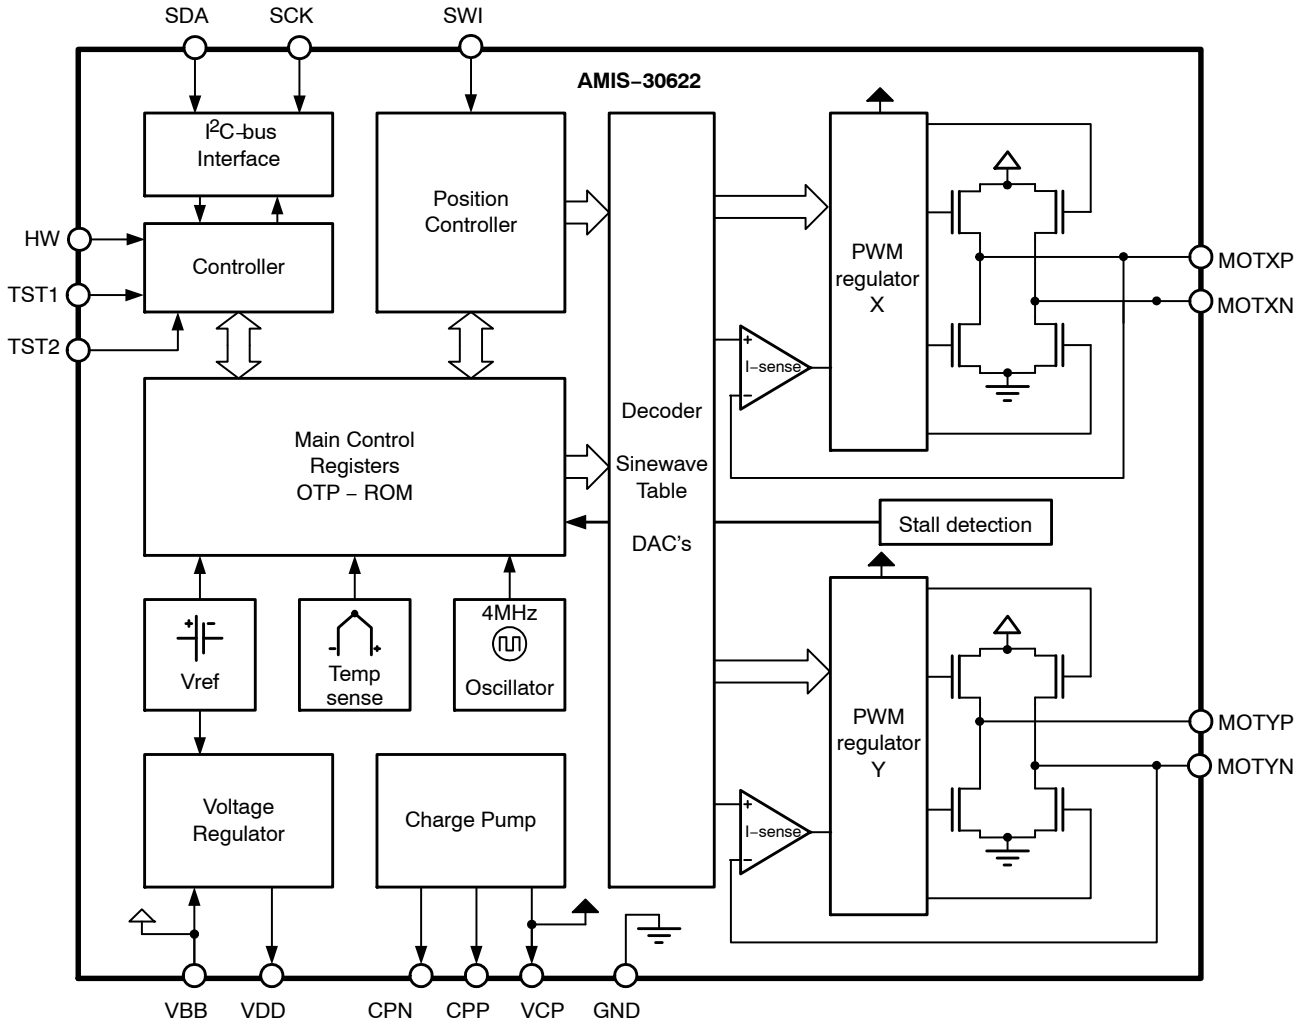 SDA
SCK
SWI
AMIS–30622
I²C–bus
Interface
Position
Controller
HW
Controller
TST1
TST2
PWM
regulator
X
MOTXP
MOTXN
+
I–sense
–
Main Control
Registers
OTP – ROM
Decoder
Sinewave
Table
DAC's
Stall detection
+ –
Vref
– +
Temp
sense
4MHz
Oscillator
PWM
regulator
Y
MOTYP
MOTYN
+
I–sense
–
Voltage
Regulator
Charge Pump
VBB
VDD
CPN
CPP
VCP
GND